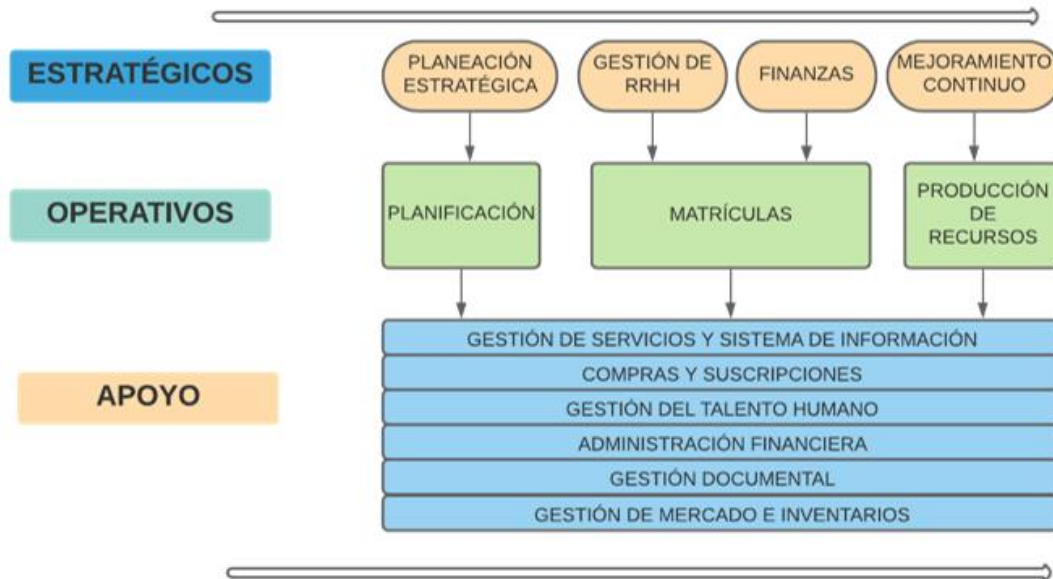 ESTRATÉGICOS
PLANEACIÓN
ESTRATÉGICA
GESTIÓN DE
RRHH
FINANZAS
MEJORAMIENTO
CONTINUO
OPERATIVOS
PLANIFICACIÓN
MATRÍCULAS
PRODUCCIÓN
DE
RECURSOS
APOYO
GESTIÓN DE SERVICIOS Y SISTEMA DE INFORMACIÓN
COMPRAS Y SUSCRIPCIONES
GESTIÓN DEL TALENTO HUMANO
ADMINISTRACIÓN FINANCIERA
GESTIÓN DOCUMENTAL
GESTIÓN DE MERCADO E INVENTARIOS